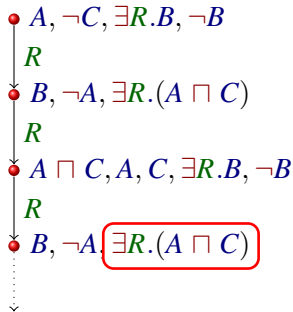 A, ¬C, ∃R.B, ¬B
R
B, ¬A, ∃R.(A ⊓ C)
R
A ⊓ C, A, C, ∃R.B, ¬B
R
B, ¬A, ∃R.(A ⊓ C)